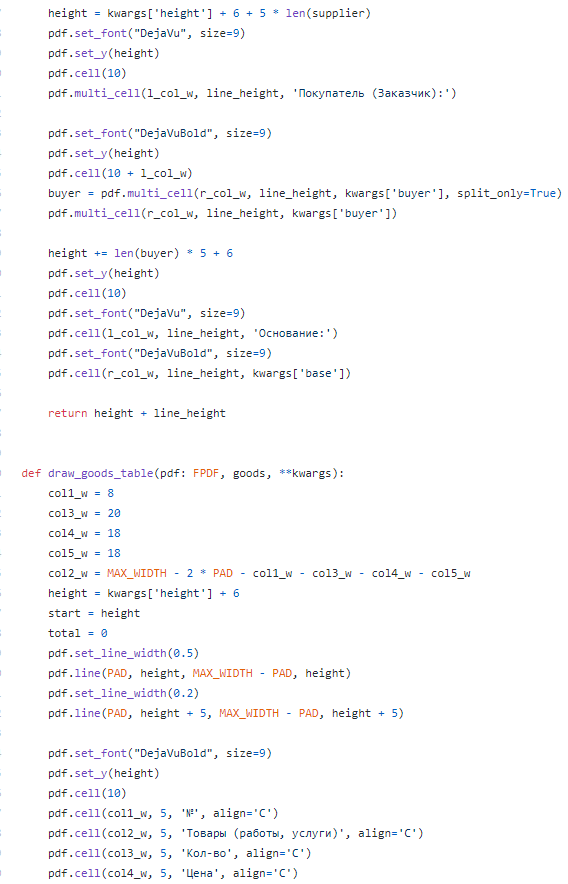 height = kwargs['height'] + 6 + 5 * len(supplier)
pdf.set_font("DejaVu", size=9)
pdf.set_y(height)
pdf.cell(10)
pdf.multi_cell(l_col_w, line_height, 'Покупатель (Заказчик):')
pdf.set_font("DejaVuBold", size=9)
pdf.set_y(height)
pdf.cell(10 + l_col_w)
buyer = pdf.multi_cell(r_col_w, line_height, kwargs['buyer'], split_only=True)
pdf.multi_cell(r_col_w, line_height, kwargs['buyer'])
height += len(buyer) * 5 + 6
pdf.set_y(height)
pdf.cell(10)
pdf.set_font("DejaVu", size=9)
pdf.cell(l_col_w, line_height, 'Основание:')
pdf.set_font("DejaVuBold", size=9)
pdf.cell(r_col_w, line_height, kwargs['base'])
return height + line_height
def draw_goods_table(pdf: FPDF, goods, **kwargs):
col1_w = 8
col3_w = 20
col4_w = 18
col5_w = 18
col2_w = MAX_WIDTH - 2 * PAD - col1_w - col3_w - col4_w - col5_w
height = kwargs['height'] + 6
start = height
total = 0
pdf.set_line_width(0.5)
pdf.line(PAD, height, MAX_WIDTH - PAD, height)
pdf.set_line_width(0.2)
pdf.line(PAD, height + 5, MAX_WIDTH - PAD, height + 5)
pdf.set_font("DejaVuBold", size=9)
pdf.set_y(height)
pdf.cell(10)
pdf.cell(col1_w, 5, '№', align='C')
pdf.cell(col2_w, 5, 'Товары (работы, услуги)', align='C')
pdf.cell(col3_w, 5, 'Кол-во', align='C')
pdf.cell(col4_w, 5, 'Цена', align='C')